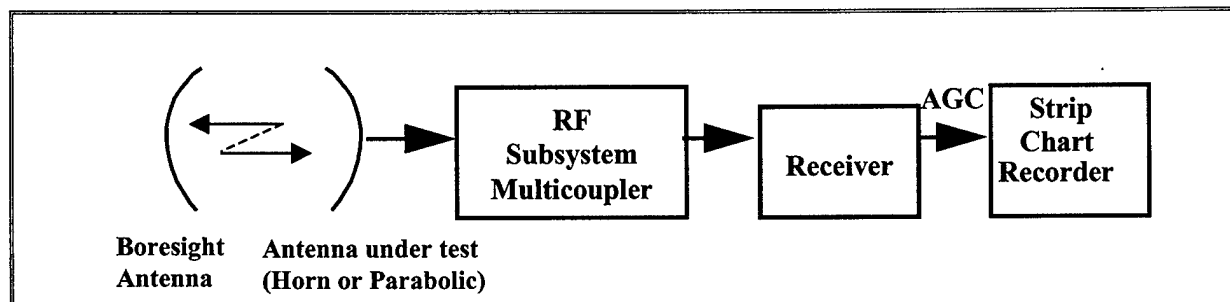 RF
Subsystem
Multicoupler
Receiver
AGC
Strip
Chart
Recorder
Boresight
Antenna
Antenna under test
(Horn or Parabolic)